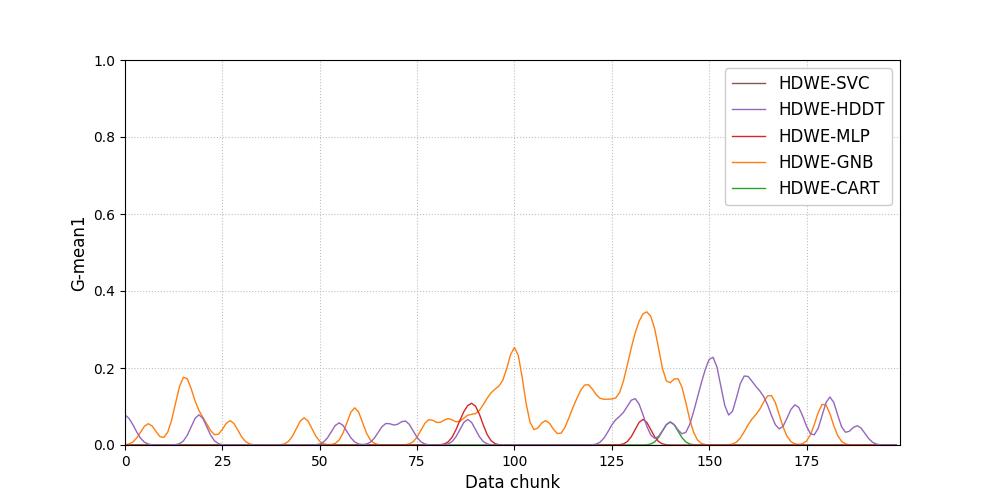 1.0
0.8
0.6
0.4
0.2
0.0
G-mean1
0 25 50 75 100 125 150 175
Data chunk
HDWE-SVC
HDWE-HDDT
HDWE-MLP
HDWE-GNB
HDWE-CART